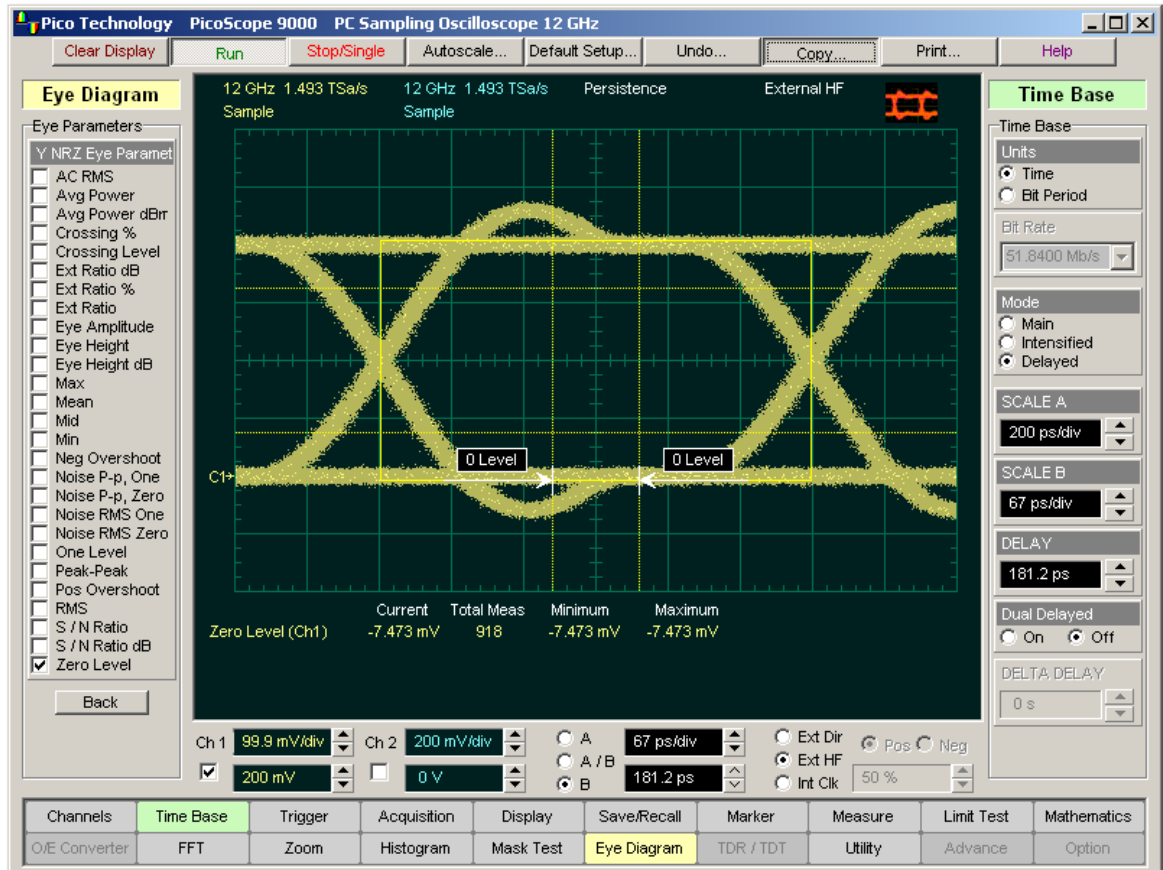 Pico Technology PicoScope 9000 PC Sampling Oscilloscope 12 GHz
Clear Display Run Stop/Single Autoscale... Default Setup... Undo... Copy... Print... Help
Eye Diagram
Eye Parameters
Y NRZ Eye Paramet
AC RMS
Avg Power
Avg Power dBm
Crossing %
Crossing Level
Ext Ratio dB
Ext Ratio %
Ext Ratio
Eye Amplitude
Eye Height
Eye Height dB
Max
Mean
Mid
Min
Neg Overshoot
Noise P-p, One
Noise P-p, Zero
Noise RMS One
Noise RMS Zero
One Level
Peak-Peak
Pos Overshoot
RMS
S / N Ratio
S / N Ratio dB
Zero Level
Back
12 GHz 1.493 TSa/s 12 GHz 1.493 TSa/s Persistence External HF
Sample Sample
C1
0 Level 0 Level
Current Total Meas Minimum Maximum
Zero Level (Ch1) -7.473 mV 918 -7.473 mV -7.473 mV
Time Base
Time Base
Units
Time
Bit Period
Bit Rate
51.8400 Mb/s
Mode
Main
Intensified
Delayed
SCALE A
200 ps/div
SCALE B
67 ps/div
DELAY
181.2 ps
Dual Delayed
On Off
DELTA DELAY
0 s
Ch 1 99.9 mV/div Ch 2 200 mV/div A 67 ps/div Ext Dir Pos Neg
A / B Ext HF
200 mV 0 V B 181.2 ps Int Clk 50 %
Channels Time Base Trigger Acquisition Display Save/Recall Marker Measure Limit Test Mathematics
O/E Converter FFT Zoom Histogram Mask Test Eye Diagram TDR / TDT Utility Advance Option